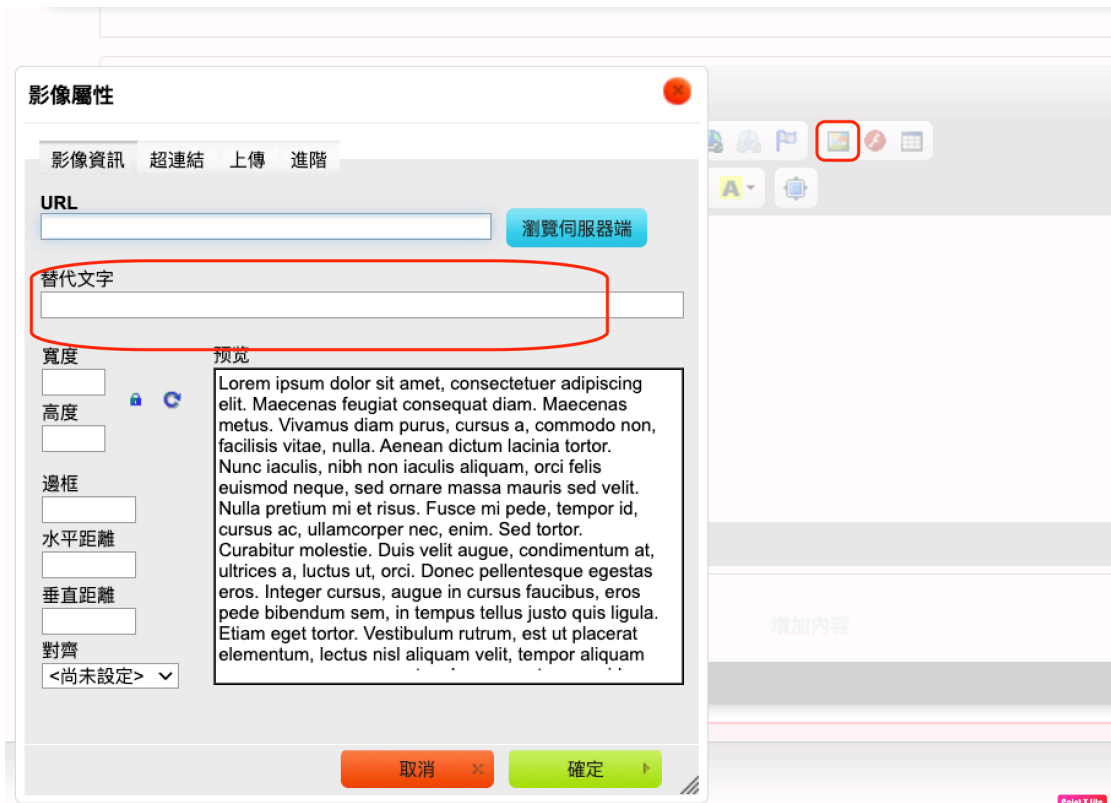 影像屬性
影像資訊 超連結 上傳 進階
URL
瀏覽伺服器端
A
替代文字
寬度
预览
高度
邊框
水平距離
垂直距離
對齊
<尚未設定>
Lorem ipsum dolor sit amet, consectetuer adipiscing
elit. Maecenas feugiat consequat diam. Maecenas
metus. Vivamus diam purus, cursus a, commodo non,
facilisis vitae, nulla. Aenean dictum lacinia tortor.
Nunc iaculis, nibh non iaculis aliquam, orci felis
euismod neque, sed ornare massa mauris sed velit.
Nulla pretium mi et risus. Fusce mi pede, tempor id,
cursus ac, ullamcorper nec, enim. Sed tortor.
Curabitur molestie. Duis velit augue, condimentum at,
ultrices a, luctus ut, orci. Donec pellentesque egestas
eros. Integer cursus, augue in cursus faucibus, eros
pede bibendum sem, in tempus tellus justo quis ligula.
Etiam eget tortor. Vestibulum rutrum, est ut placerat
elementum, lectus nisl aliquam velit, tempor aliquam
增加内容
取消
確定